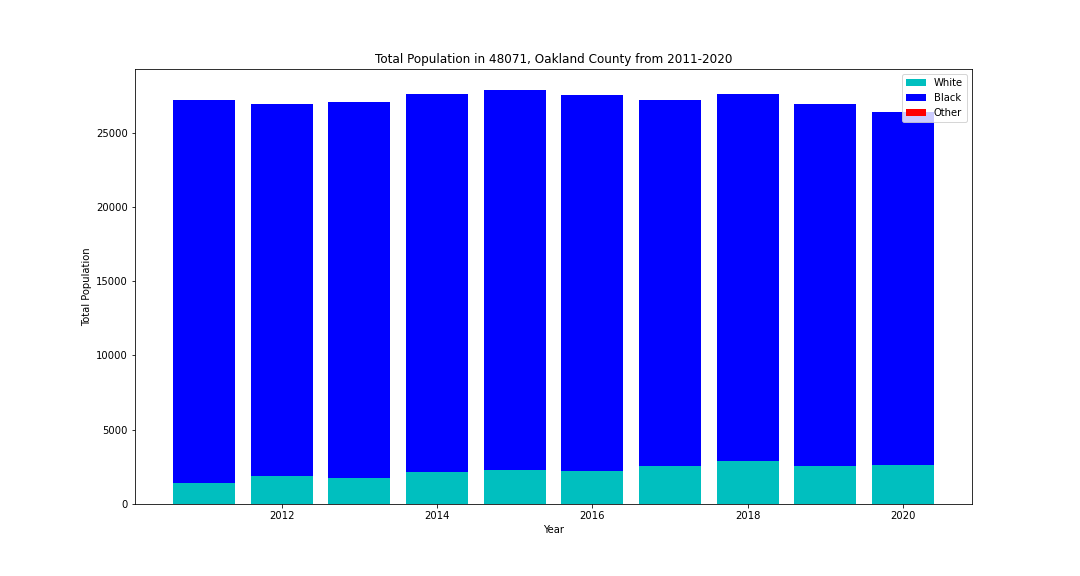 Total Population in 48071, Oakland County from 2011-2020
White
Black
Other
25000
20000
15000
10000
5000
0
Total Population
2012
2014
2016
2018
2020
Year